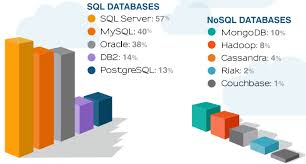 SQL DATABASES
SQL Server: 57%
MySQL: 40%
Oracle: 38%
DB2: 14%
PostgreSQL: 13%
NoSQL DATABASES
MongoDB: 10%
Hadoop: 8%
Cassandra: 4%
Riak: 2%
Couchbase: 1%